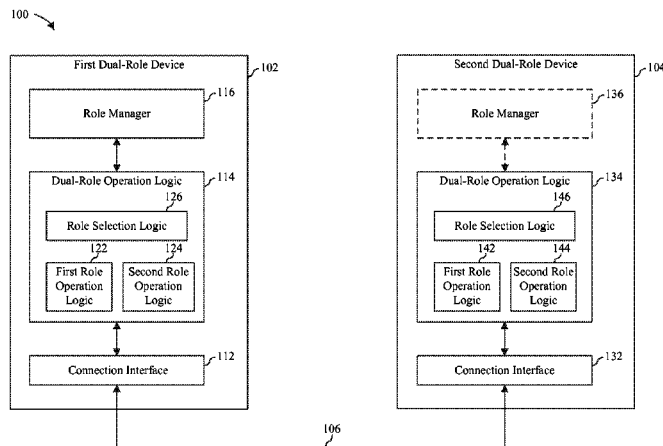 100
First Dual-Role Device
102
Role Manager
116
Dual-Role Operation Logic
114
126
Role Selection Logic
122
124
First Role
Operation
Logic
Second Role
Operation
Logic
Connection Interface
112
Second Dual-Role Device
104
Role Manager
136
Dual-Role Operation Logic
134
146
Role Selection Logic
142
144
First Role
Operation
Logic
Second Role
Operation
Logic
Connection Interface
132
106